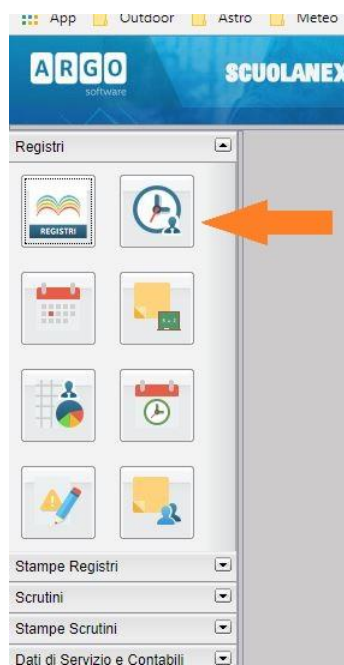 App Outdoor Astro Meteo
ARGO SCUOLANEX
software
Registri
REGISTRI
Stampe Registri
Scrutini
Stampe Scrutini
Dati di Servizio e Contabili